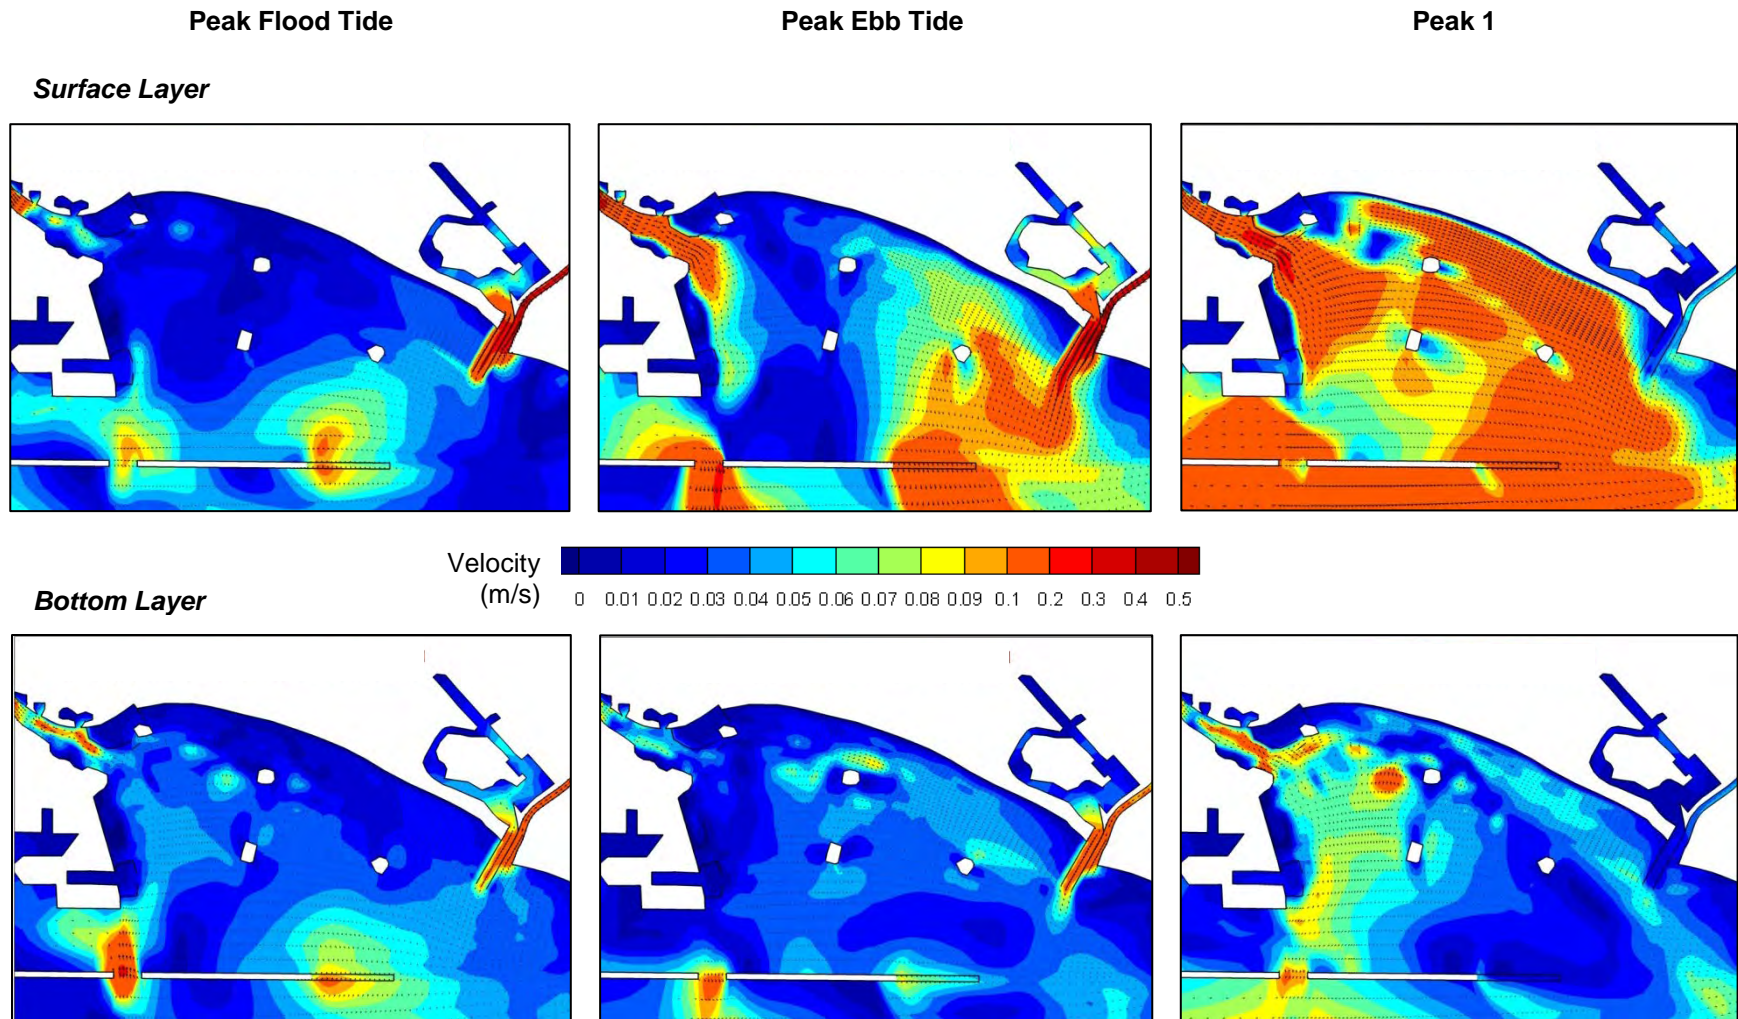 Peak Flood Tide Peak Ebb Tide Peak 1
Surface Layer
Velocity
(m/s)
0 0.01 0.02 0.03 0.04 0.05 0.06 0.07 0.08 0.09 0.1 0.2 0.3 0.4 0.5
Bottom Layer